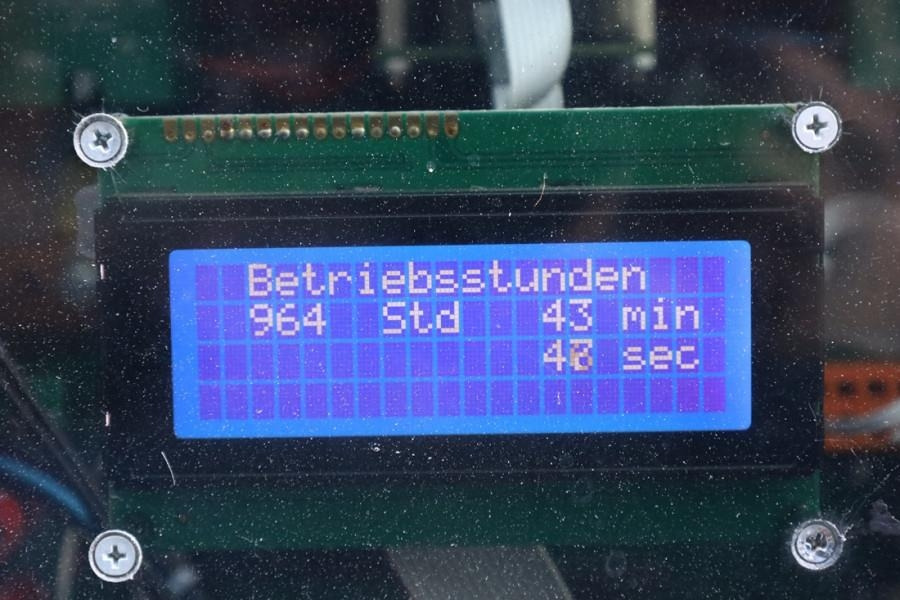 Betriebsstunden
964 Std 43 min
sec